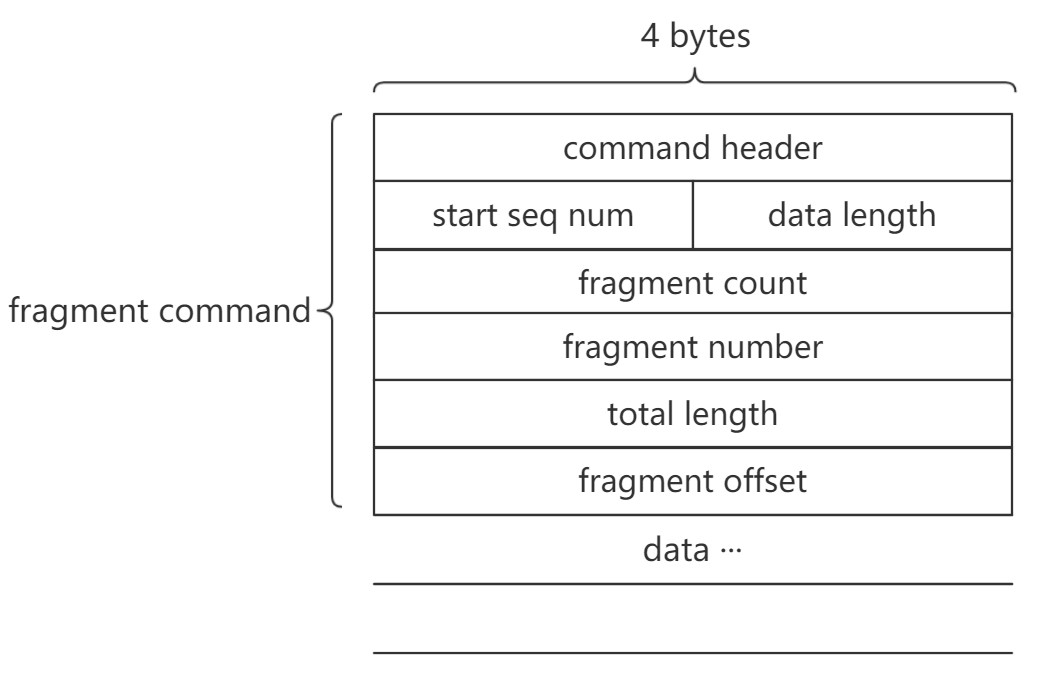 4 bytes
command header
start seq num data length
fragment count
fragment command
fragment number
total length
fragment offset
data ···